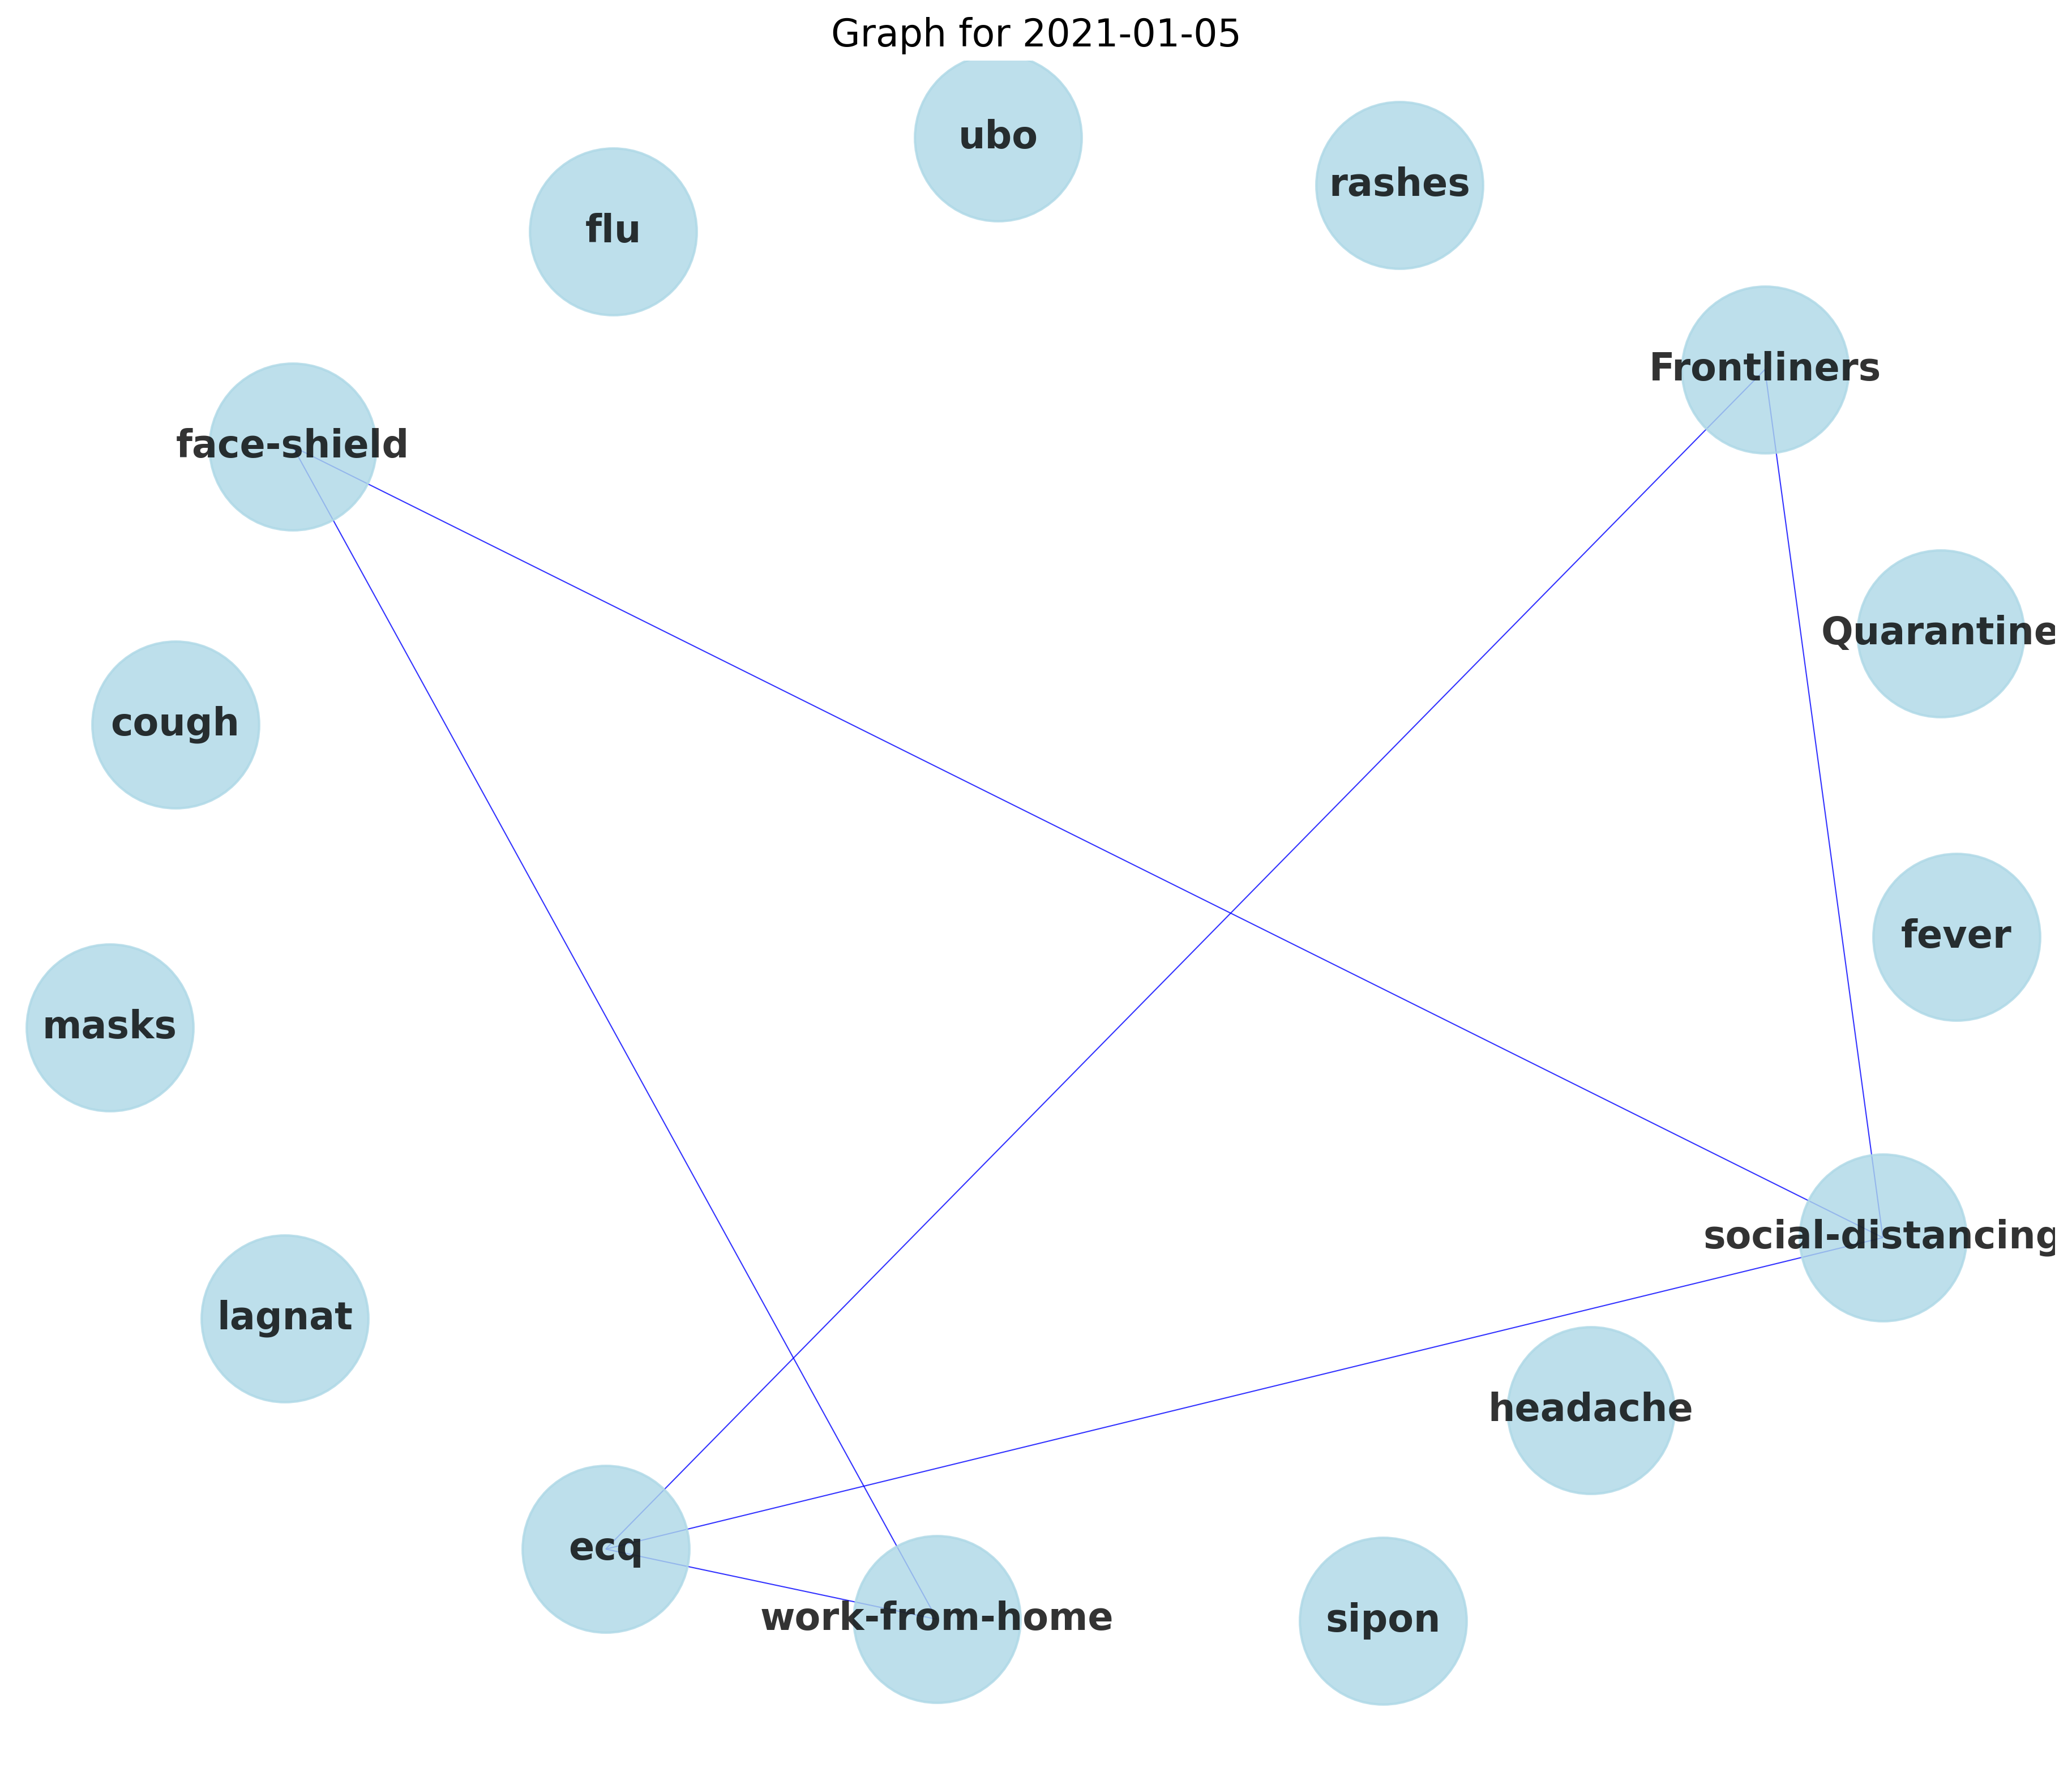 Graph for 2021-01-05
ubo
rashes
flu
Frontliners
face-shield
Quarantine
cough
fever
masks
social-distancing
lagnat
headache
ecq
work-from-home
sipon